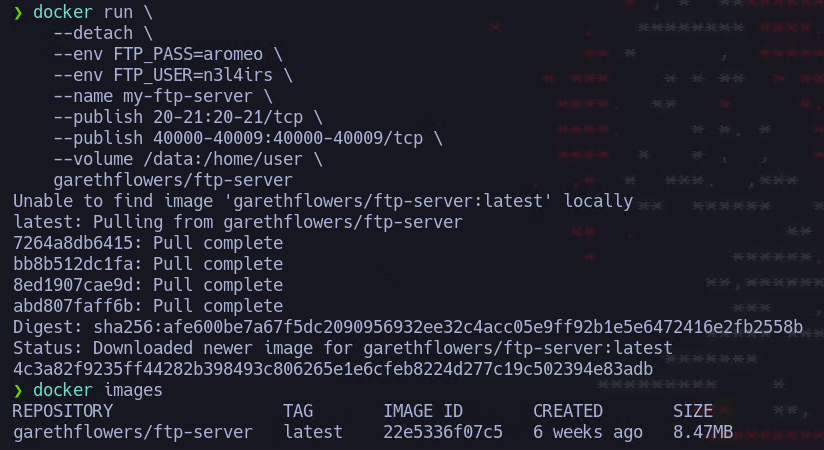 ❯ docker run \
    --detach \
    --env FTP_PASS=aromeo \
    --env FTP_USER=n3l4irs \
    --name my-ftp-server \
    --publish 20-21:20-21/tcp \
    --publish 40000-40009:40000-40009/tcp \
    --volume /data:/home/user \
    garethflowers/ftp-server
Unable to find image 'garethflowers/ftp-server:latest' locally
latest: Pulling from garethflowers/ftp-server
7264a8db6415: Pull complete
bb8b512dc1fa: Pull complete
8ed1907cae9d: Pull complete
abd807faff6b: Pull complete
Digest: sha256:afe600be7a67f5dc2090956932ee32c4acc05e9ff92b1e5e6472416e2fb2558b
Status: Downloaded newer image for garethflowers/ftp-server:latest
4c3a82f9235ff44282b398493c806265e1e6cfeb8224d277c19c502394e83adb
❯ docker images
REPOSITORY                 TAG       IMAGE ID       CREATED       SIZE
garethflowers/ftp-server   latest    22e5336f07c5   6 weeks ago   8.47MB